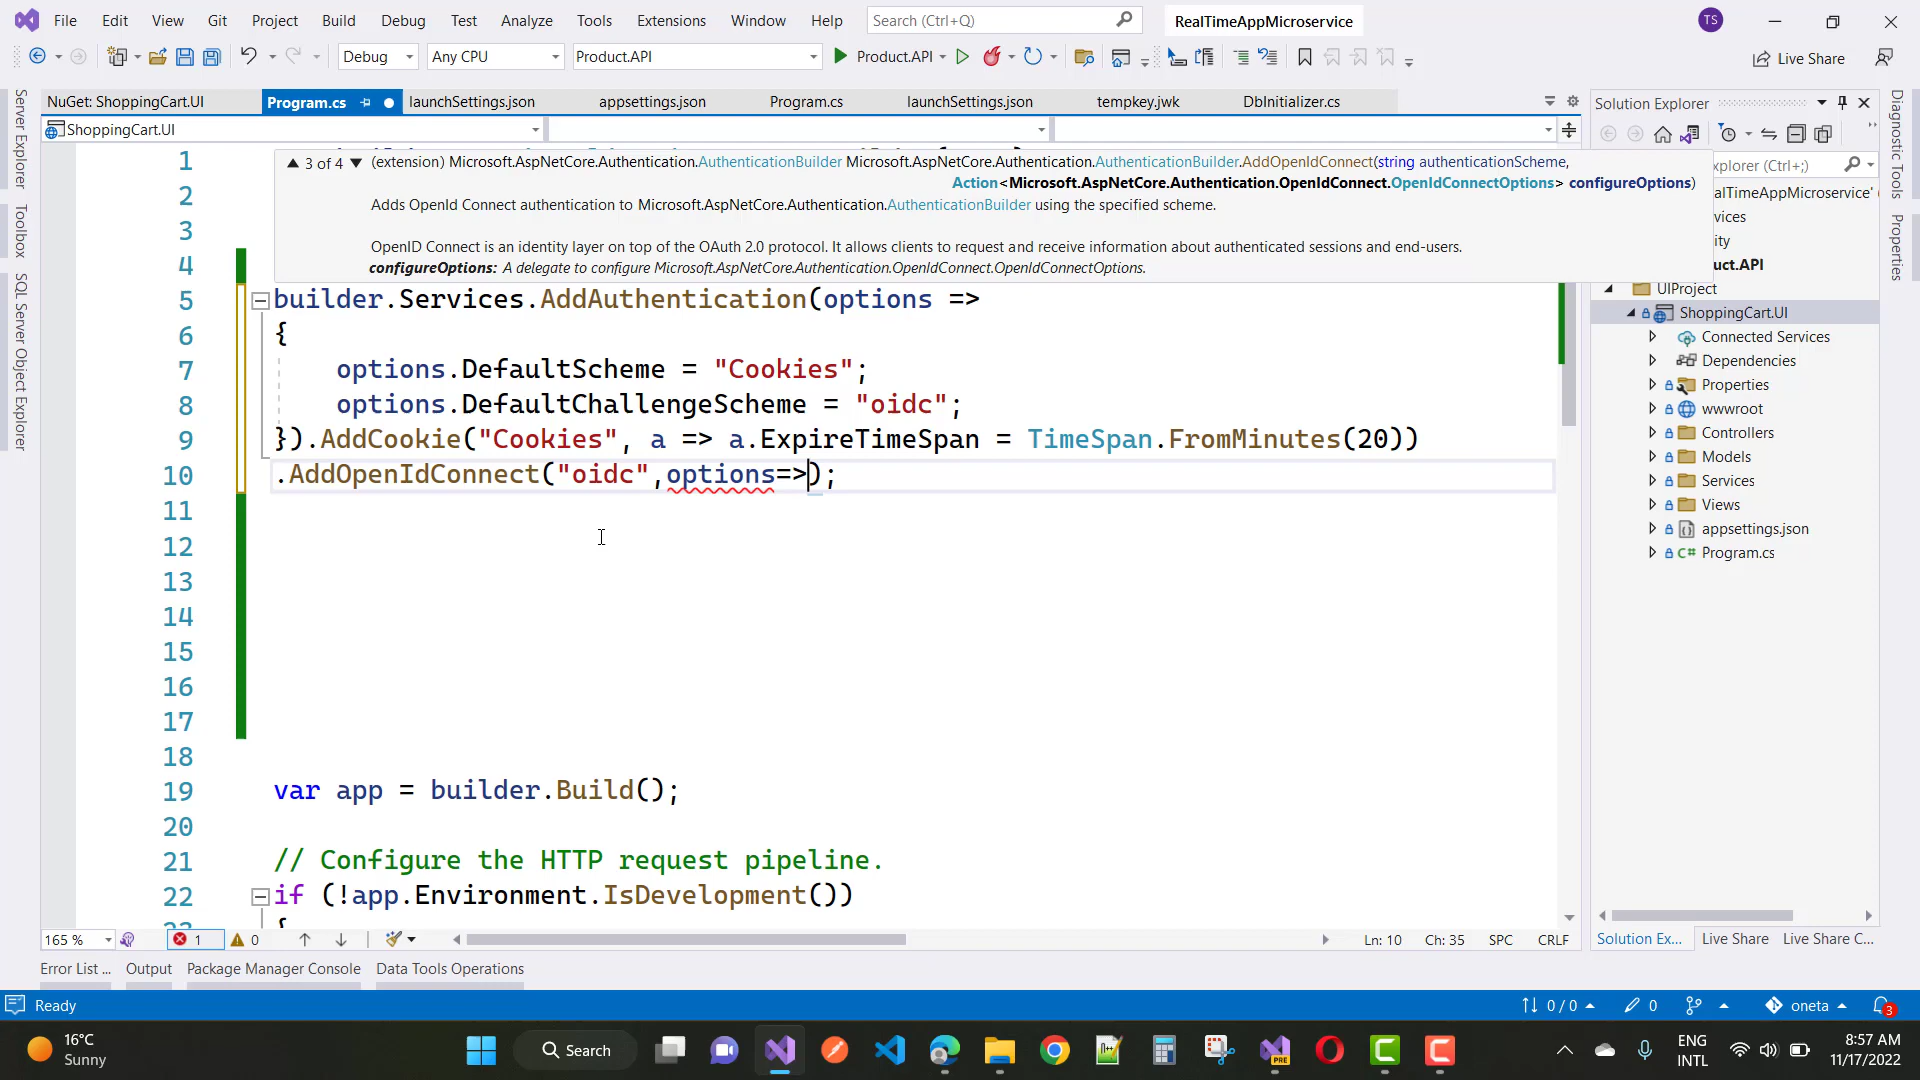 File Edit View Git Project Build Debug Test Analyze Tools Extensions Window Help Search (Ctrl+Q) RealTimeAppMicroservice TS
Debug Any CPU Product.API Product.API Live Share
NuGet: ShoppingCart.UI Program.cs launchSettings.json appsettings.json Program.cs launchSettings.json tempkey.jwk DbInitializer.cs
ShoppingCart.UI
Server Explorer
Toolbox
SQL Server Object Explorer
3 of 4 (extension) Microsoft.AspNetCore.Authentication.AuthenticationBuilder Microsoft.AspNetCore.Authentication.AuthenticationBuilder.AddOpenIdConnect(string authenticationScheme,
Action<Microsoft.AspNetCore.Authentication.OpenIdConnect.OpenIdConnectOptions> configureOptions)
Adds OpenId Connect authentication to Microsoft.AspNetCore.Authentication.AuthenticationBuilder using the specified scheme.
OpenID Connect is an identity layer on top of the OAuth 2.0 protocol. It allows clients to request and receive information about authenticated sessions and end-users.
configureOptions: A delegate to configure Microsoft.AspNetCore.Authentication.OpenIdConnect.OpenIdConnectOptions.
1
2
3
4
5 builder.Services.AddAuthentication(options =>
6 {
7 options.DefaultScheme = "Cookies";
8 options.DefaultChallengeScheme = "oidc";
9 }).AddCookie("Cookies", a => a.ExpireTimeSpan = TimeSpan.FromMinutes(20))
10 .AddOpenIdConnect("oidc",options=>);
11
12
13
14
15
16
17
18
19 var app = builder.Build();
20
21 // Configure the HTTP request pipeline.
22 if (!app.Environment.IsDevelopment())
23 {
165 % 1 0 Ln: 10 Ch: 35 SPC CRLF
Solution Explorer
xplorer (Ctrl+;)
alTimeAppMicroservice'
vices
ity
uct.API
UIProject
ShoppingCart.UI
Connected Services
Dependencies
Properties
wwwroot
Controllers
Models
Services
Views
appsettings.json
Program.cs
Solution Ex... Live Share Live Share C...
Diagnostic Tools
Properties
Error List ... Output Package Manager Console Data Tools Operations
Ready 0 / 0 0 oneta 3
16°C
Sunny
Search
PRE
ENG
INTL
8:57 AM
11/17/2022